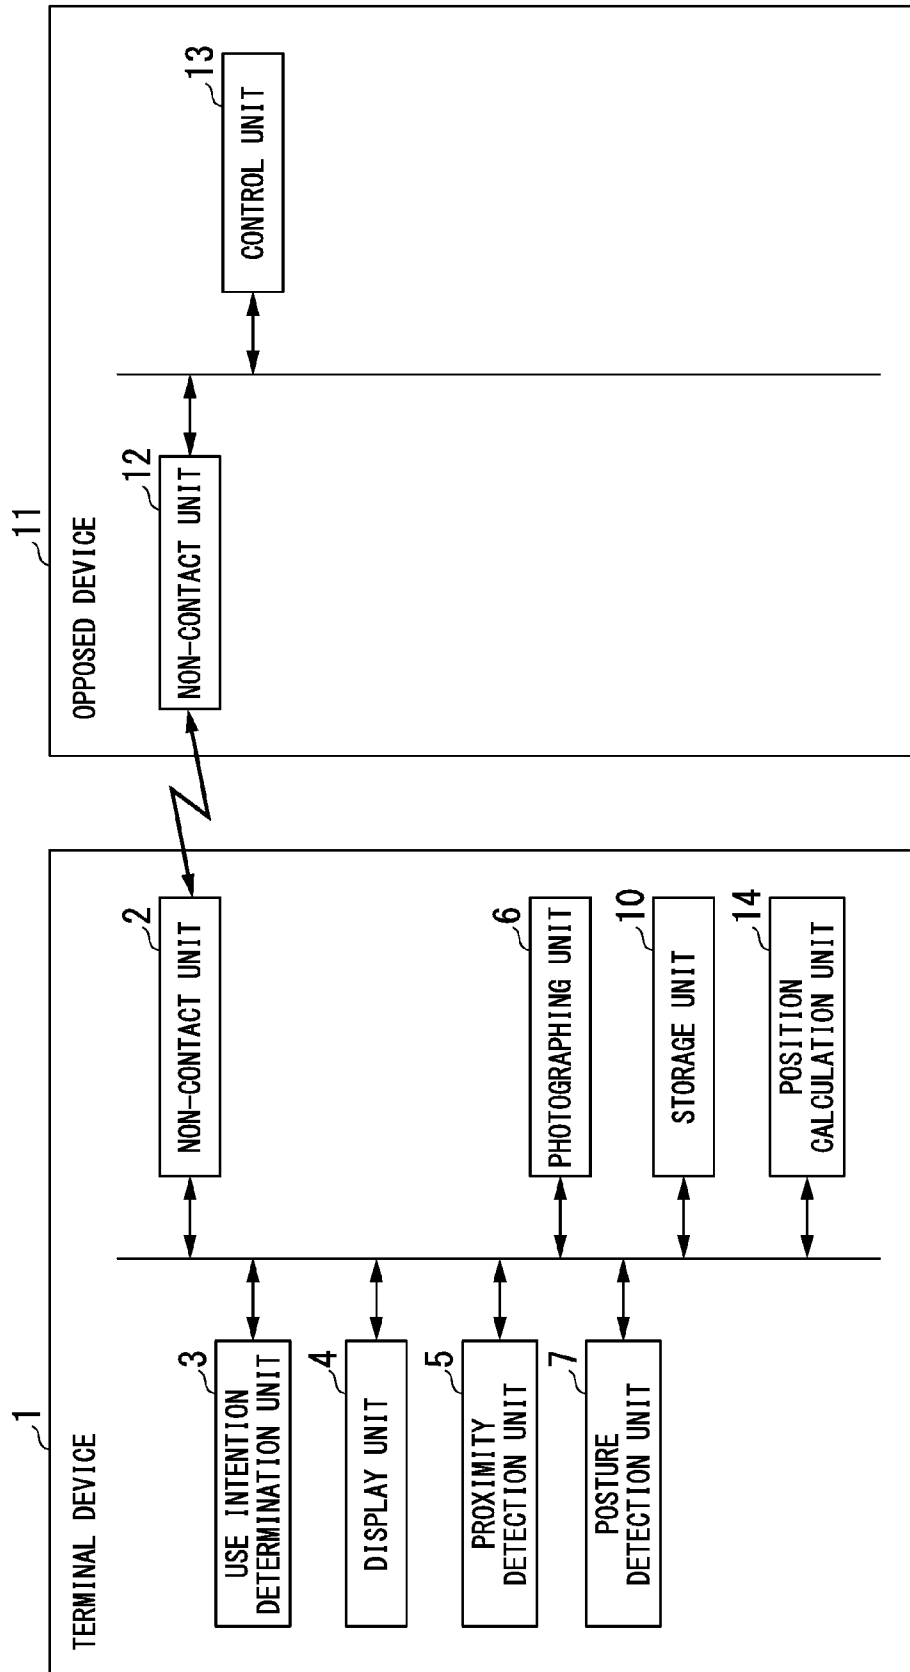 1
TERMINAL DEVICE
3
USE INTENTION
DETERMINATION UNIT
4
DISPLAY UNIT
5
PROXIMITY
DETECTION UNIT
7
POSTURE
DETECTION UNIT
2
NON-CONTACT UNIT
6
PHOTOGRAPHING UNIT
10
STORAGE UNIT
14
POSITION
CALCULATION UNIT
11
OPPOSED DEVICE
12
NON-CONTACT UNIT
13
CONTROL UNIT